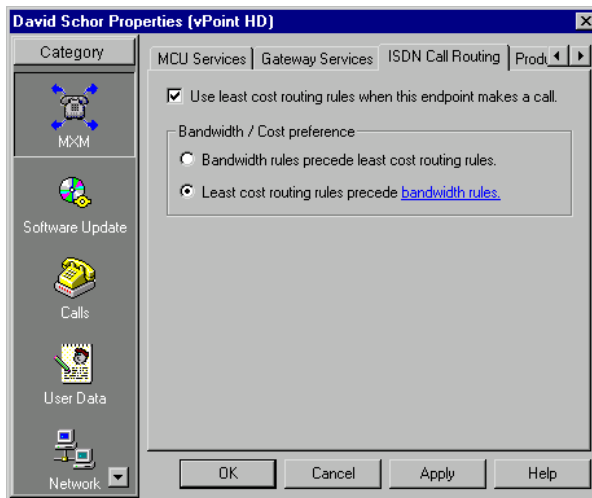 David Schor Properties (vPoint HD)
Category
MXM
Software Update
Calls
User Data
Network
MCU Services
Gateway Services
ISDN Call Routing
Produ
Use least cost routing rules when this endpoint makes a call.
Bandwidth / Cost preference
Bandwidth rules precede least cost routing rules.
Least cost routing rules precede bandwidth rules.
OK
Cancel
Apply
Help